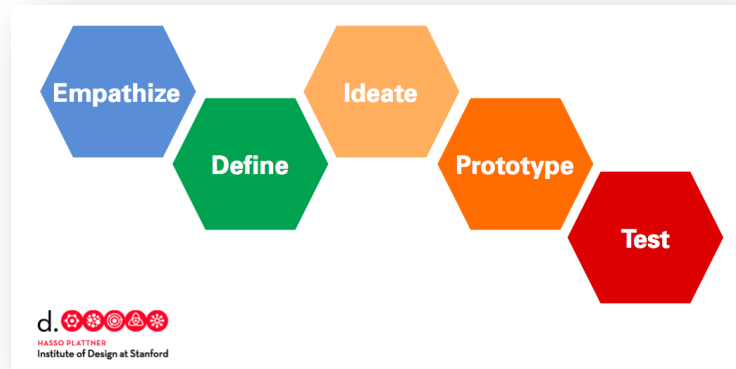 Empathize
Define
Ideate
Prototype
Test
d.
HASSO PLATTNER
Institute of Design at Stanford